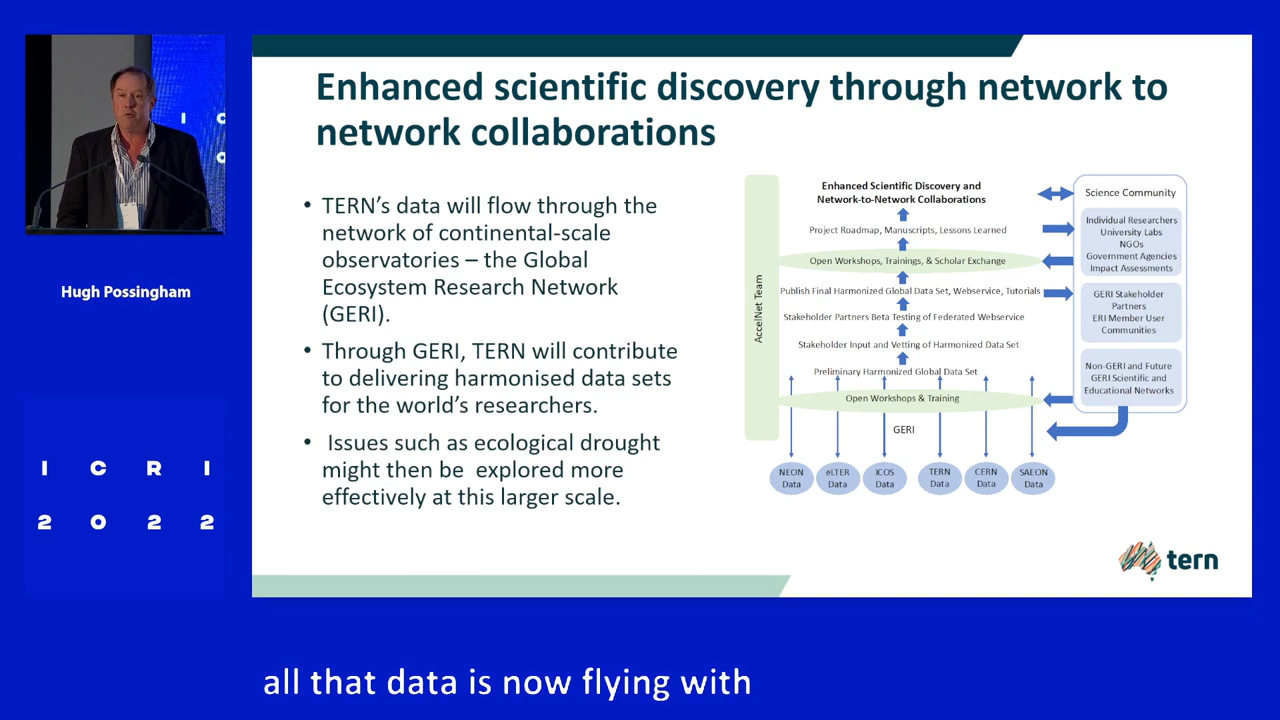 Enhanced scientific discovery through network to
network collaborations
I C
O
Hugh Possingham
I C R I
2 0 2 2
• TERN's data will flow through the
network of continental-scale
observatories – the Global
Ecosystem Research Network
(GERI).
• Through GERI, TERN will contribute
to delivering harmonised data sets
for the world's researchers.
• Issues such as ecological drought
might then be explored more
effectively at this larger scale.
AccelNet Team
Enhanced Scientific Discovery and
Network-to-Network Collaborations
Project Roadmap, Manuscripts, Lessons Learned
Open Workshops, Trainings, & Scholar Exchange
Publish Final Harmonized Global Data Set, Webservice, Tutorials
Stakeholder Partners Beta Testing of Federated Webservice
Stakeholder Input and Vetting of Harmonized Data Set
Preliminary Harmonized Global Data Set
Open Workshops & Training
GERI
NEON
Data
eLTER
Data
ICOS
Data
TERN
Data
CERN
Data
SAEON
Data
Science Community
Individual Researchers
University Labs
NGOs
Government Agencies
Impact Assessments
GERI Stakeholder
Partners
ERI Member User
Communities
Non-GERI and Future
GERI Scientific and
Educational Networks
tern
all that data is now flying with